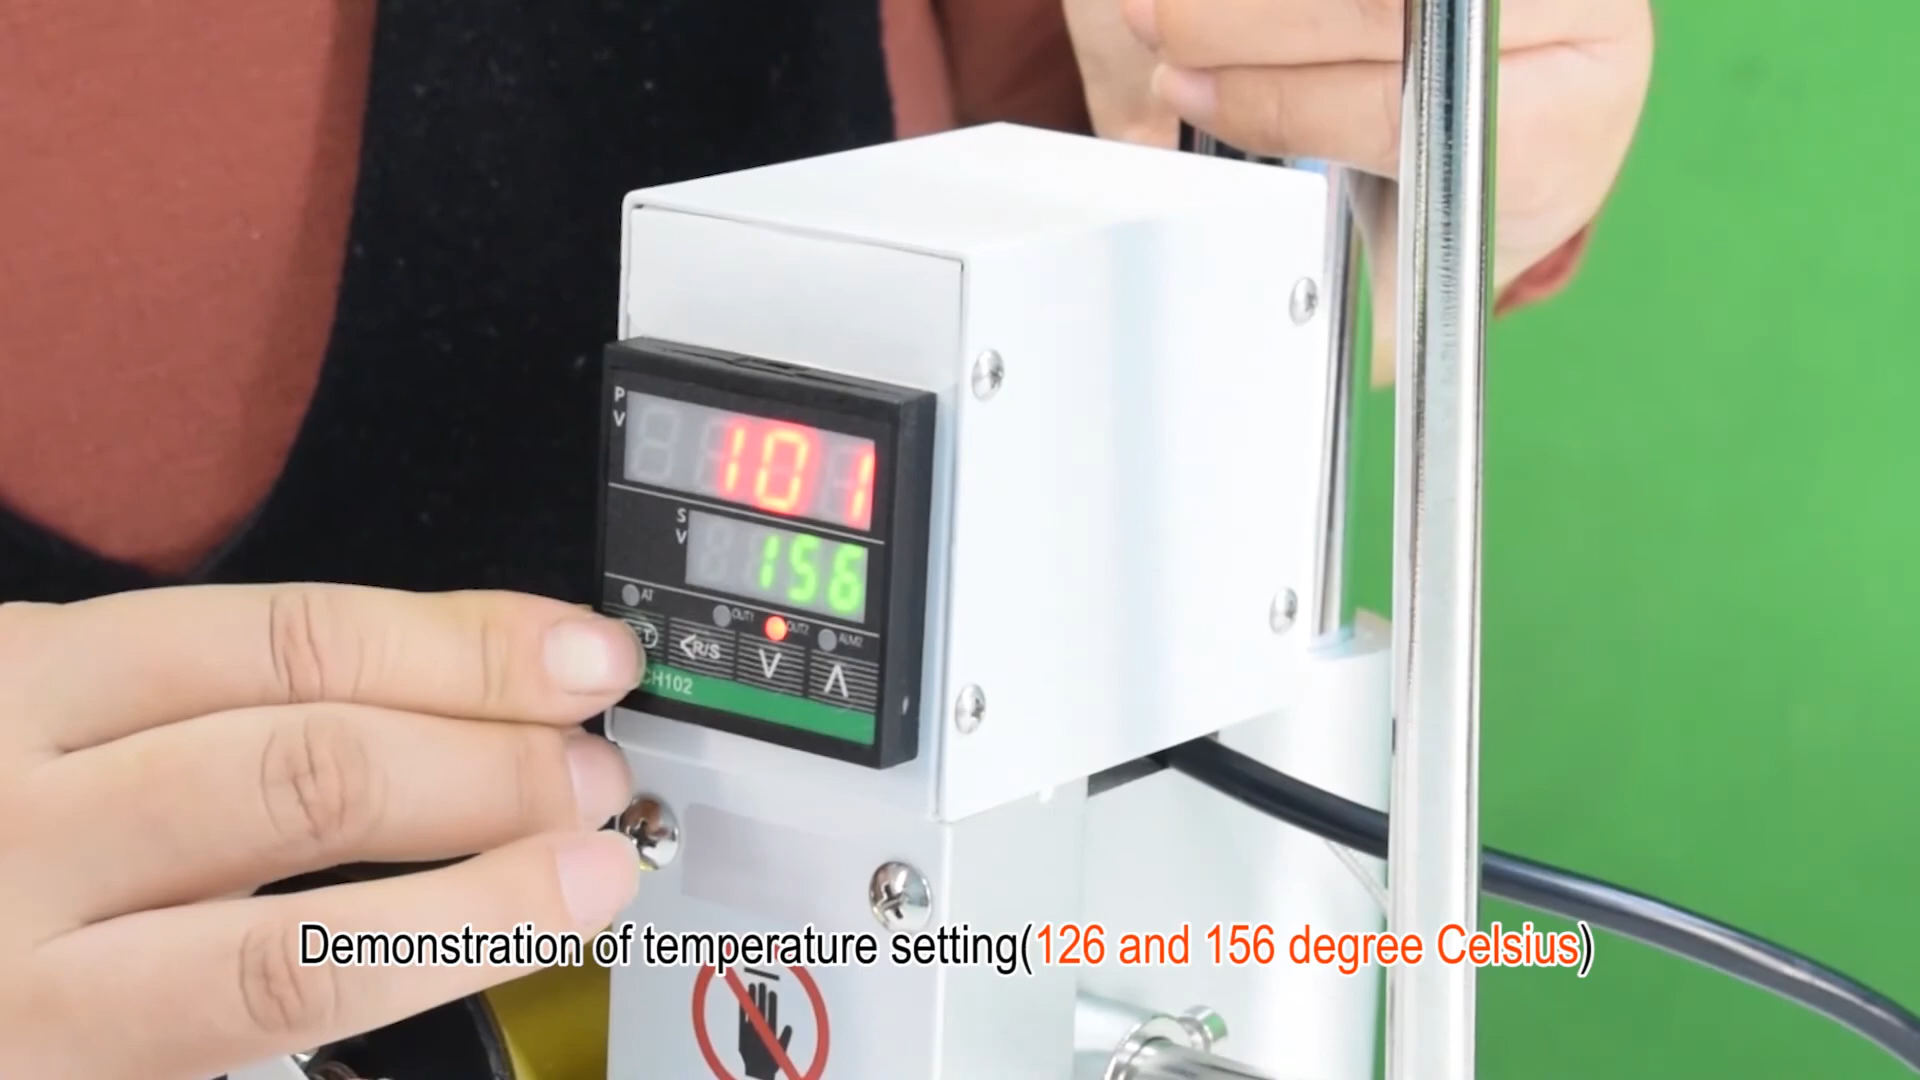 PV
101
SV
156
AT
OUT1
OUT2
ALM2
<R/S
V
Λ
CH102
Demonstration of temperature setting(126 and 156 degree Celsius)